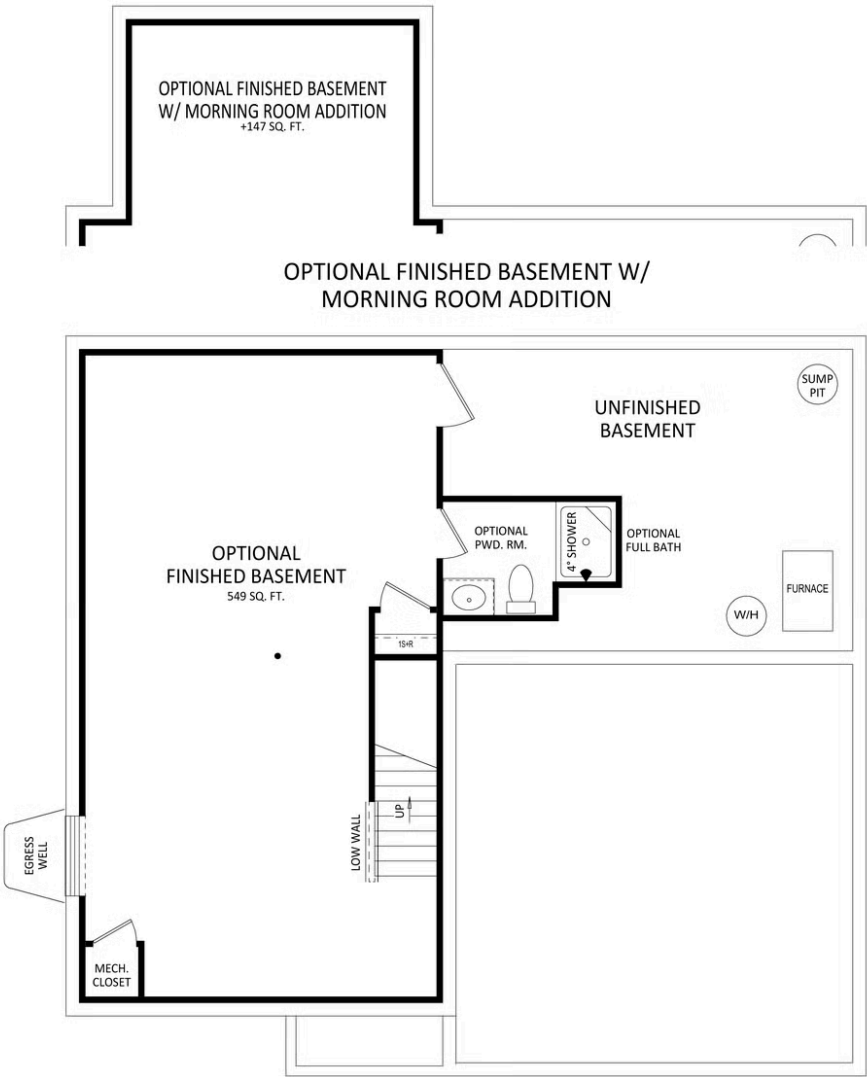 OPTIONAL FINISHED BASEMENT
W/ MORNING ROOM ADDITION
+147 SQ. FT.
OPTIONAL FINISHED BASEMENT W/
MORNING ROOM ADDITION
SUMP
PIT
UNFINISHED
BASEMENT
OPTIONAL
PWD. RM.
4° SHOWER
OPTIONAL
FULL BATH
OPTIONAL
FINISHED BASEMENT
549 SQ. FT.
FURNACE
W/H
1S+R
UP
LOW WALL
EGRESS
WELL
MECH.
CLOSET